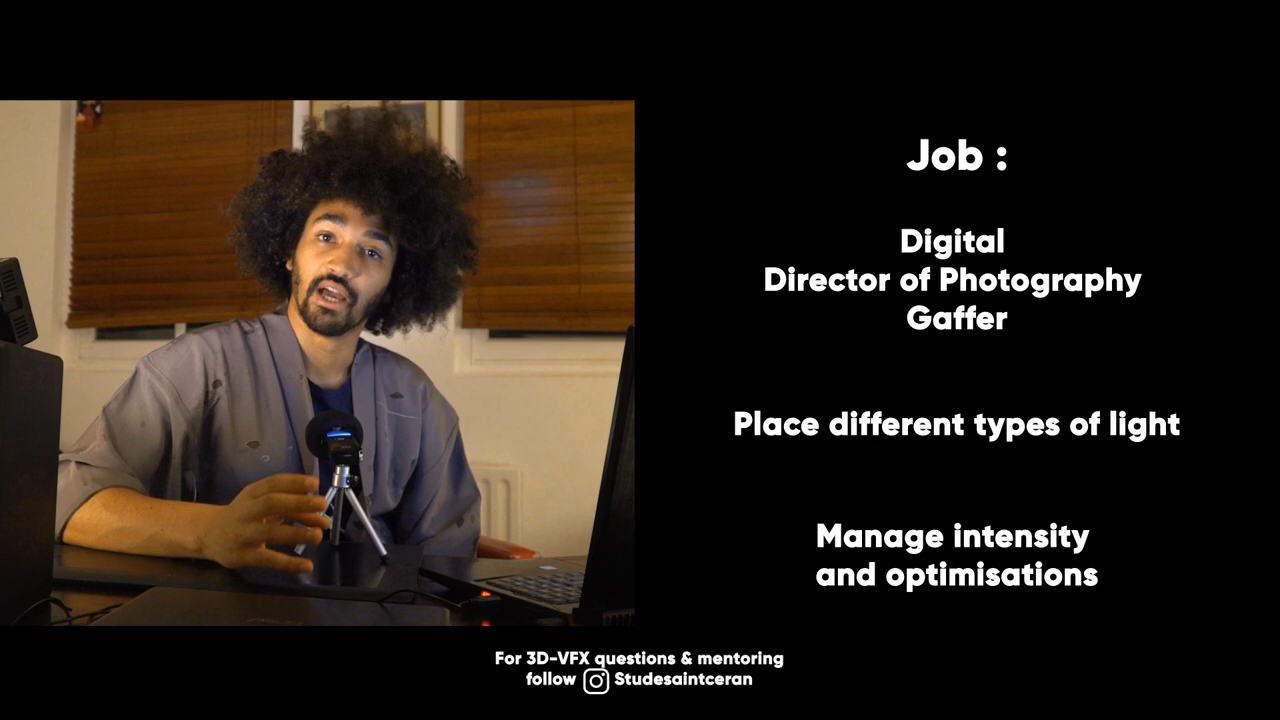 Job :
Digital
Director of Photography
Gaffer
Place different types of light
Manage intensity
and optimisations
For 3D-VFX questions & mentoring
follow Studesaintceran